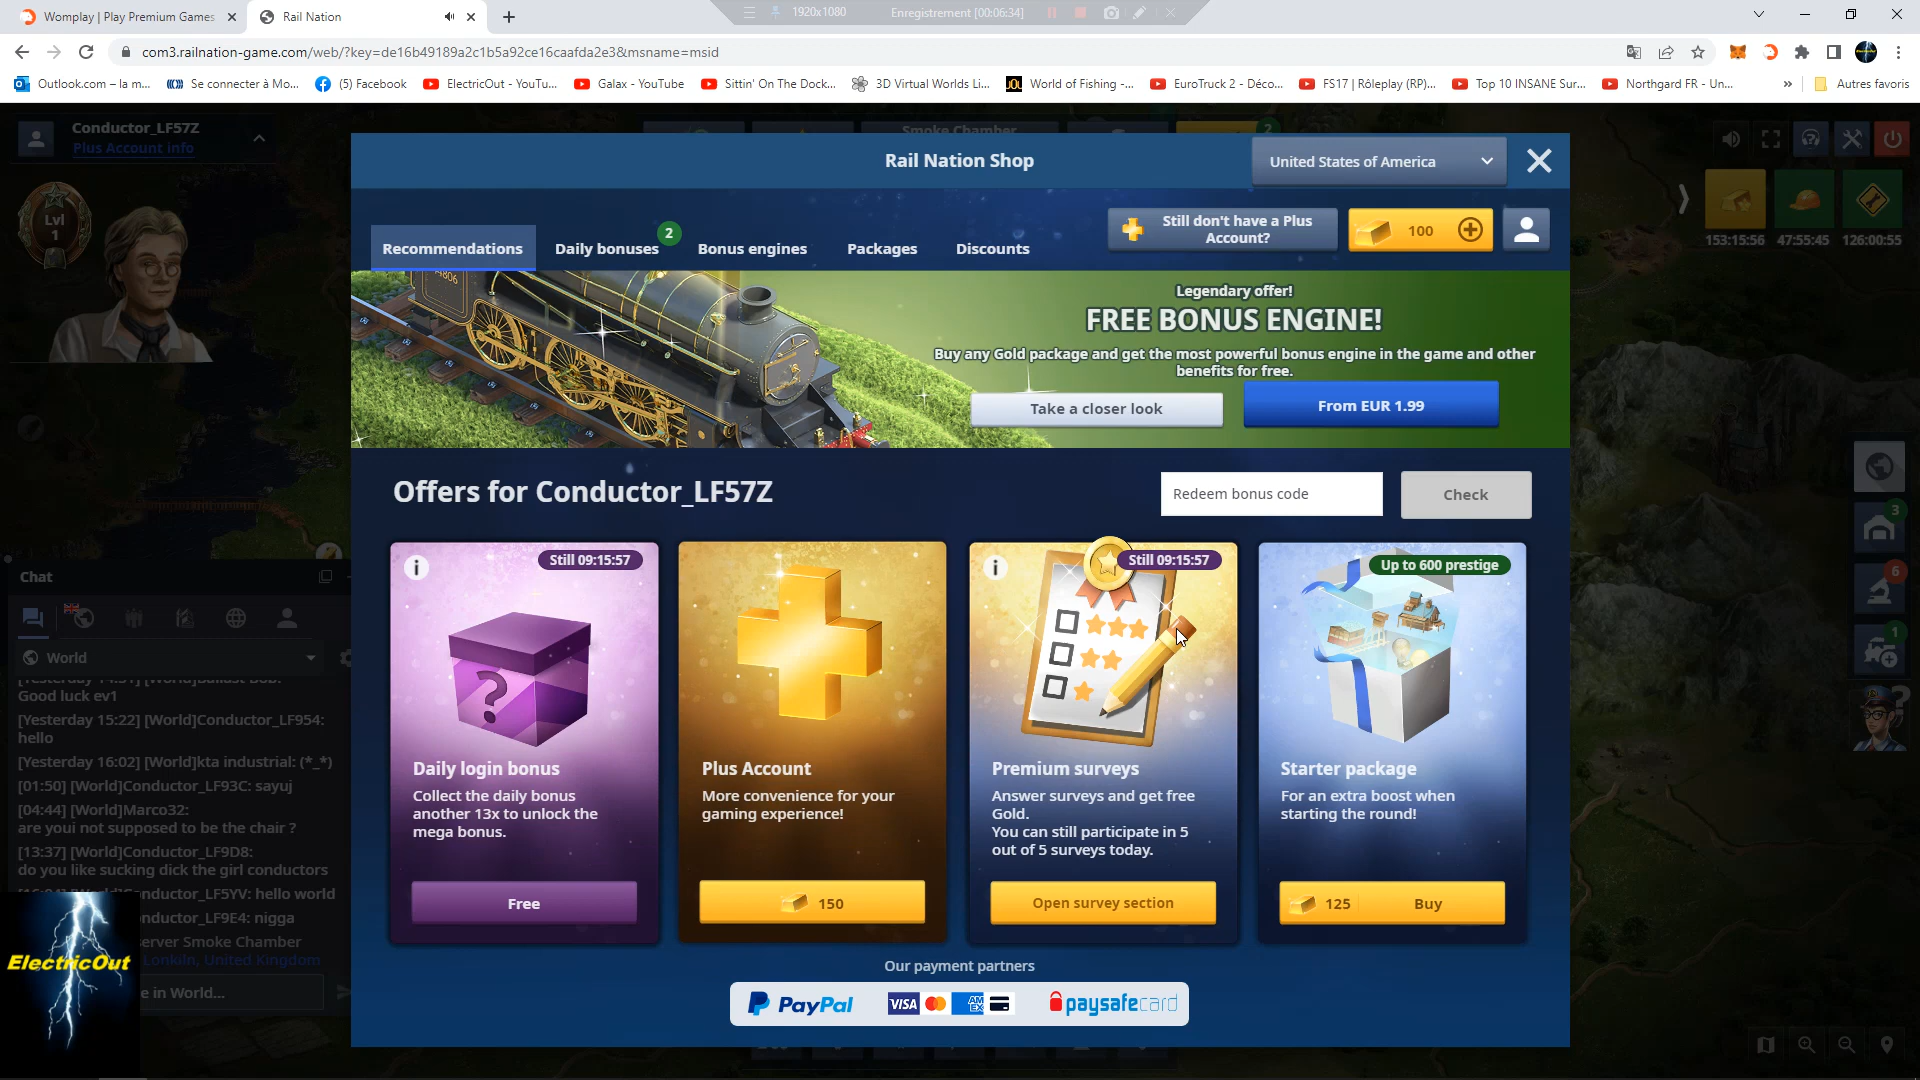 Womplay | Play Premium Games
Rail Nation
1920x1080
Enregistrement [00:06:34]
com3.railnation-game.com/web/?key=de16b49189a2c1b5a92ce16caafda2e3&msname=msid
Outlook.com – la m...
Se connecter à Mo...
(5) Facebook
ElectricOut - YouTu...
Galax - YouTube
Sittin' On The Dock...
3D Virtual Worlds Li...
World of Fishing -...
EuroTruck 2 - Déco...
FS17 | Rôleplay (RP)...
Top 10 INSANE Sur...
Northgard FR - Un...
»
Autres favoris
Conductor_LF57Z
Plus Account info
Smoke Chamber
2
Lvl
1
Rail Nation Shop
United States of America
Recommendations
Daily bonuses
2
Bonus engines
Packages
Discounts
Still don't have a Plus
Account?
100
153:15:56
47:55:45
126:00:55
4806
Legendary offer!
FREE BONUS ENGINE!
Buy any Gold package and get the most powerful bonus engine in the game and other
benefits for free.
Take a closer look
From EUR 1.99
Offers for Conductor_LF57Z
Redeem bonus code
Check
Still 09:15:57
Daily login bonus
Collect the daily bonus
another 13x to unlock the
mega bonus.
Free
Plus Account
More convenience for your
gaming experience!
150
Still 09:15:57
Premium surveys
Answer surveys and get free
Gold.
You can still participate in 5
out of 5 surveys today.
Open survey section
Up to 600 prestige
Starter package
For an extra boost when
starting the round!
125
Buy
Our payment partners
PayPal
VISA
AM
EX
paysafecard
3
6
1
Chat
World
Good luck ev1
[Yesterday 15:22] [World]Conductor_LF954:
hello
[Yesterday 16:02] [World]kta industrial: (*_*)
[01:50] [World]Conductor_LF93C: sayuj
[04:44] [World]Marco32:
are youi not supposed to be the chair ?
[13:37] [World]Conductor_LF9D8:
do you like sucking dick the girl conductors
nductor_LF5YV: hello world
nductor_LF9E4: nigga
erver Smoke Chamber
Lonkiln, United Kingdom
e in World...
ElectricOut